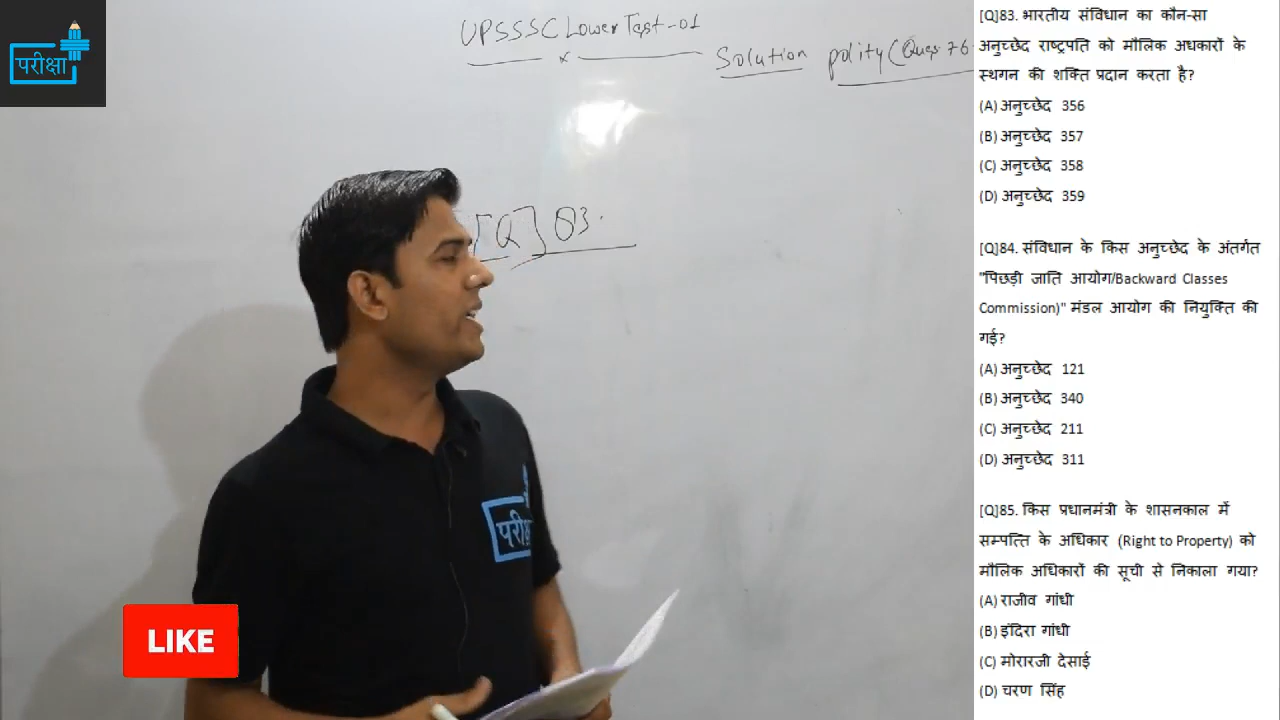 परीक्षा
UPSSSC Lower Test-01
Solution polity (Ques 76-
[Q] 83.
परीक्ष
LIKE
[Q]83. भारतीय संविधान का कौन-सा
अनुच्छेद राष्ट्रपति को मौलिक अधकारों के
स्थगन की शक्ति प्रदान करता है?
(A) अनुच्छेद 356
(B) अनुच्छेद 357
(C) अनुच्छेद 358
(D) अनुच्छेद 359
[Q]84. संविधान के किस अनुच्छेद के अंतर्गत
"पिछड़ी जाति आयोग/Backward Classes
Commission)" मंडल आयोग की नियुक्ति की
गई?
(A) अनुच्छेद 121
(B) अनुच्छेद 340
(C) अनुच्छेद 211
(D) अनुच्छेद 311
[Q]85. किस प्रधानमंत्री के शासनकाल में
सम्पत्ति के अधिकार (Right to Property) को
मौलिक अधिकारों की सूची से निकाला गया?
(A) राजीव गांधी
(B) इंदिरा गांधी
(C) मोरारजी देसाई
(D) चरण सिंह